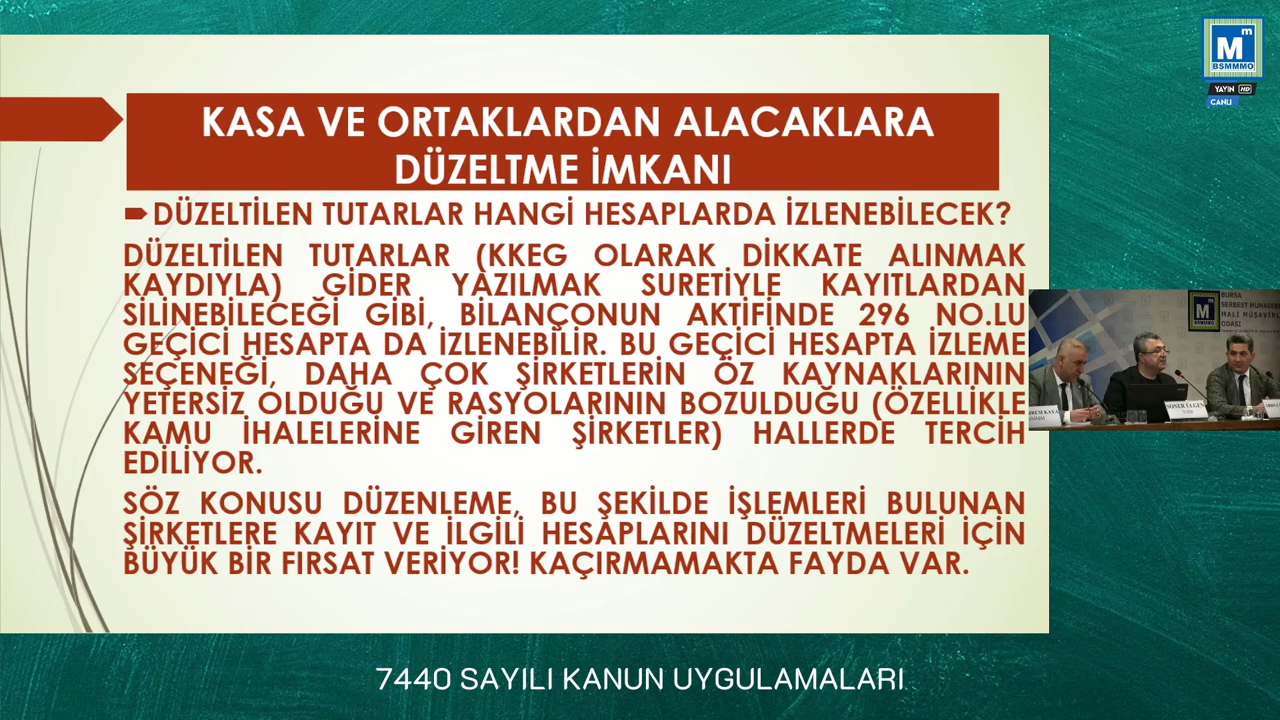 KASA VE ORTAKLARDAN ALACAKLARA
DÜZELTME İMKANI
DÜZELTİLEN TUTARLAR HANGİ HESAPLARDA İZLENEBİLECEK?
DÜZELTİLEN TUTARLAR (KKEG OLARAK DİKKATE ALINMAK
KAYDIYLA) GİDER YAZILMAK SURETİYLE KAYITLARDAN
SİLİNEBİLECEĞİ GİBİ, BİLANÇONUN AKTİFİNDE 296 NO.LU
GEÇİCİ HESAPTA DA İZLENEBİLİR. BU GEÇİCİ HESAPTA İZLEME
SEÇENEĞİ, DAHA ÇOK ŞİRKETLERİN ÖZ KAYNAKLARININ
YETERSİZ OLDUĞU VE RASYOLARININ BOZULDUĞU (ÖZELLİKLE
KAMU İHALELERİNE GİREN ŞİRKETLER) HALLERDE TERCİH
EDİLİYOR.
SÖZ KONUSU DÜZENLEME, BU ŞEKİLDE İŞLEMLERİ BULUNAN
ŞİRKETLERE KAYIT VE İLGİLİ HESAPLARINI DÜZELTMELERİ İÇİN
BÜYÜK BİR FIRSAT VERİYOR! KAÇIRMAMAKTA FAYDA VAR.
Mm
BSMMMO
YAYIN HD
CANLI
BURSA
SERBEST MUHASEBE
MALİ MÜŞAVİRL
ODASI
SONER ÜLGEN
7440 SAYILI KANUN UYGULAMALARI